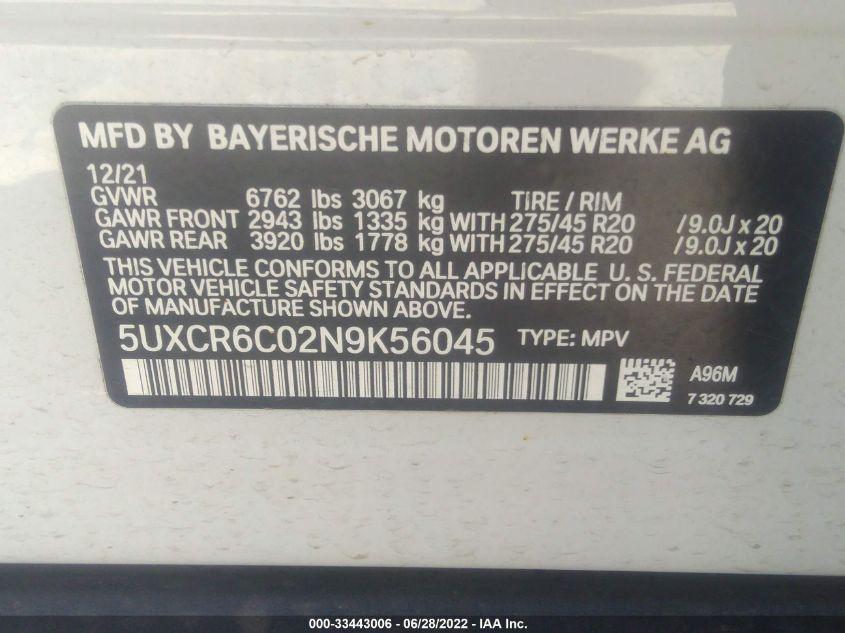 MFD BY BAYERISCHE MOTOREN WERKE AG
12/21
GVWR 6762 lbs 3067 kg TIRE / RIM
GAWR FRONT 2943 lbs 1335 kg WITH 275/45 R20 / 9.0J x 20
GAWR REAR 3920 lbs 1778 kg WITH 275/45 R20 / 9.0J x 20
THIS VEHICLE CONFORMS TO ALL APPLICABLE U. S. FEDERAL
MOTOR VEHICLE SAFETY STANDARDS IN EFFECT ON THE DATE
OF MANUFACTURE SHOWN ABOVE.
5UXCR6C02N9K56045 TYPE: MPV
A96M
7 320 729
000-33443006 - 06/28/2022 - IAA Inc.